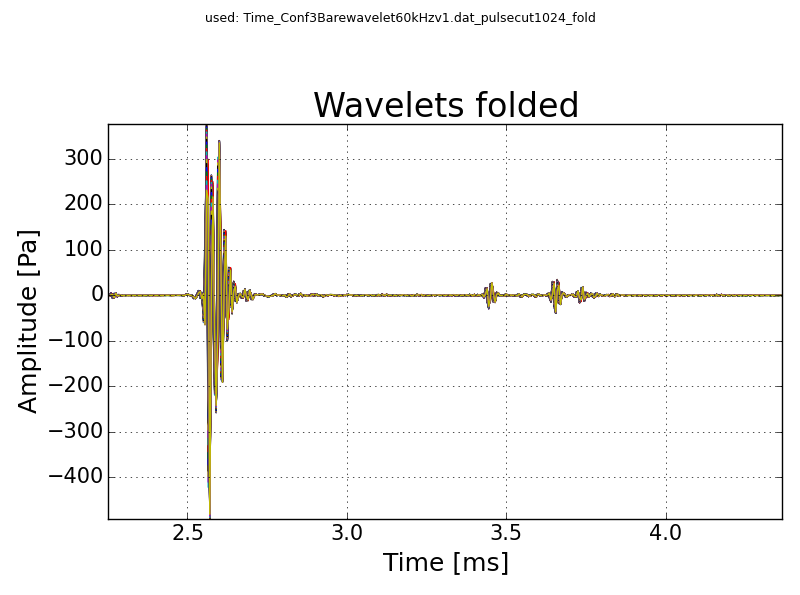 used: Time_Conf3Barewavelet60kHzv1.dat_pulsecut1024_fold
Wavelets folded
300
200
100
0
−100
−200
−300
−400
Amplitude [Pa]
2.5 3.0 3.5 4.0
Time [ms]